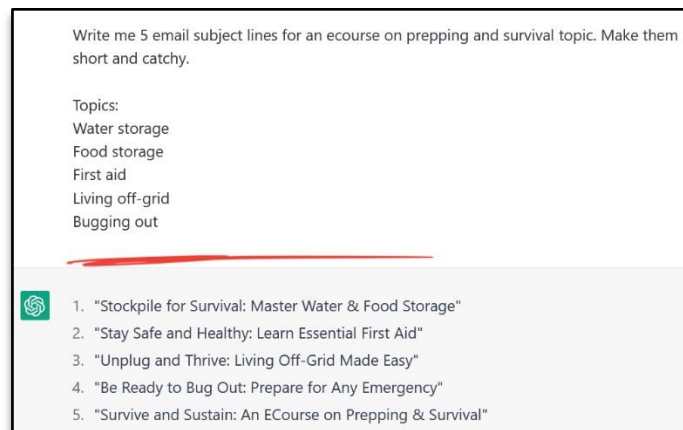 Write me 5 email subject lines for an ecourse on prepping and survival topic. Make them
short and catchy.
Topics:
Water storage
Food storage
First aid
Living off-grid
Bugging out
1. "Stockpile for Survival: Master Water & Food Storage"
2. "Stay Safe and Healthy: Learn Essential First Aid"
3. "Unplug and Thrive: Living Off-Grid Made Easy"
4. "Be Ready to Bug Out: Prepare for Any Emergency"
5. "Survive and Sustain: An ECourse on Prepping & Survival"